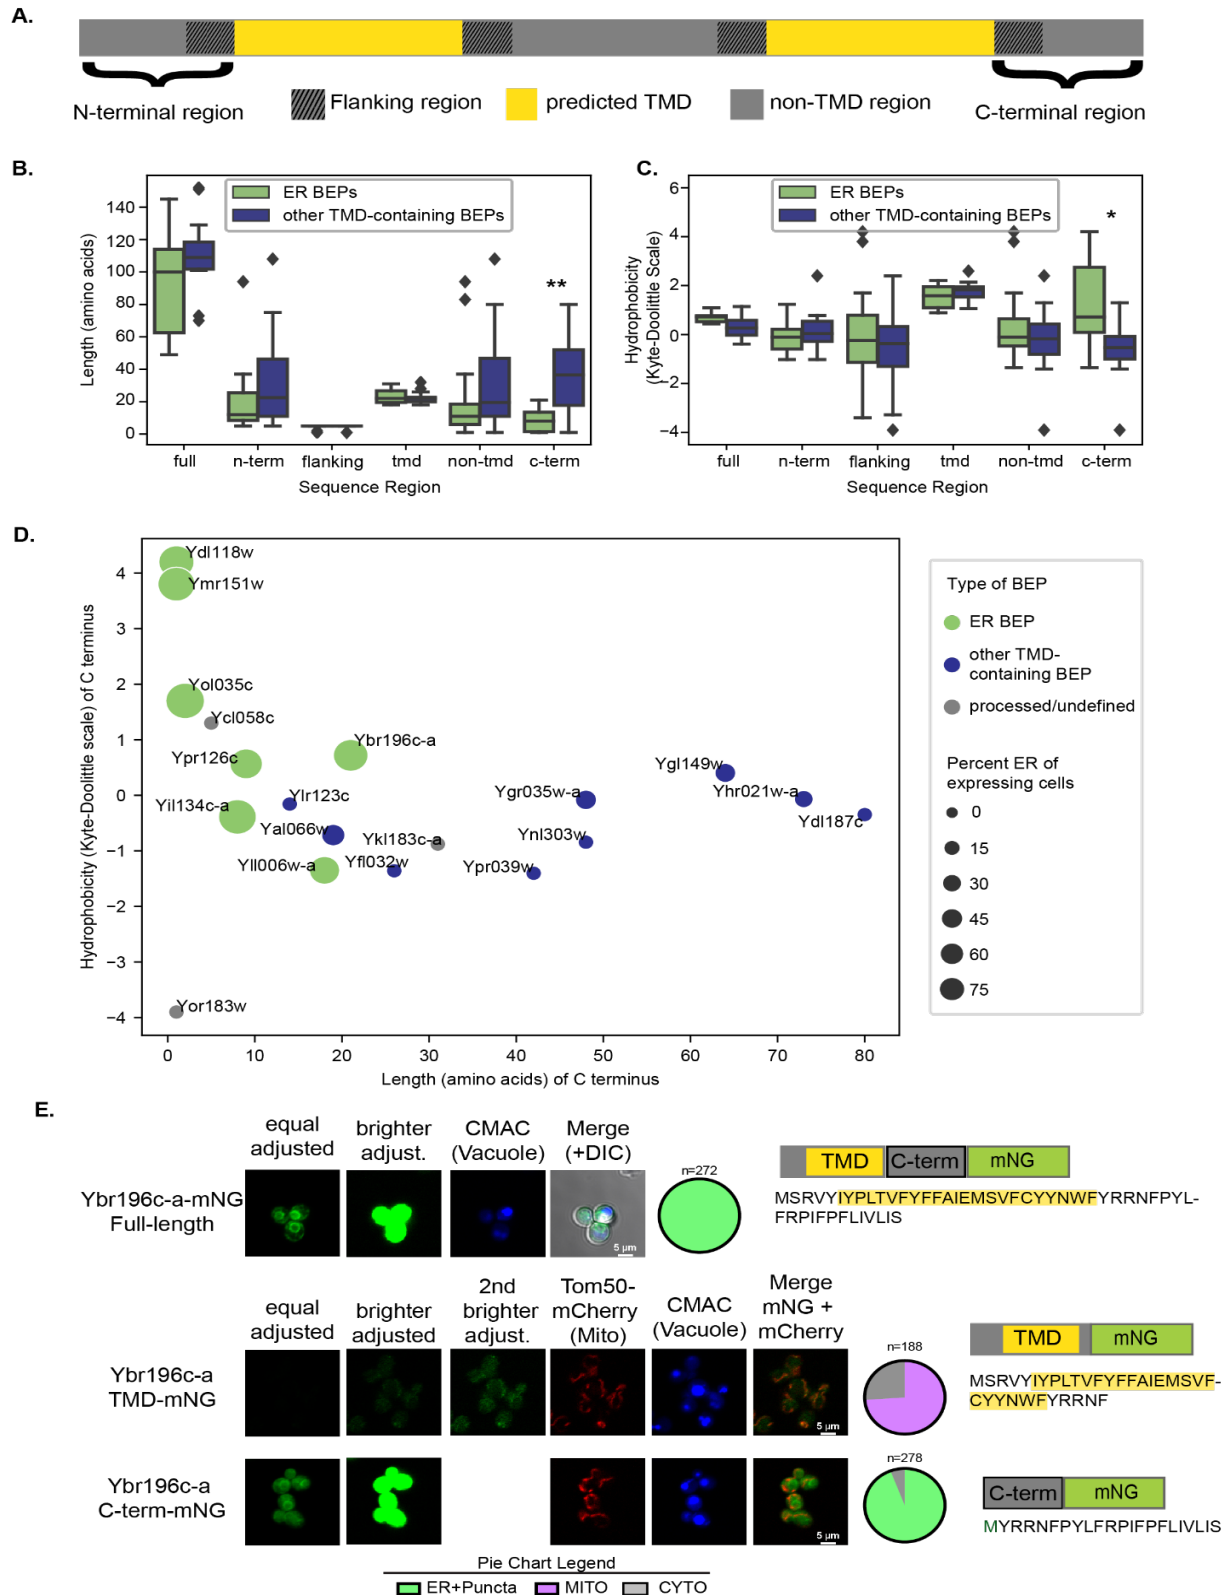 A.
N-terminal region
Flanking region
predicted TMD
non-TMD region
C-terminal region
B.
ER BEPs
other TMD-containing BEPs
Length (amino acids)
140
120
100
80
60
40
20
0
**
full
n-term
flanking
tmd
non-tmd
c-term
Sequence Region
C.
ER BEPs
other TMD-containing BEPs
Hydrophobicity
(Kyte-Doolittle Scale)
6
4
2
0
−2
−4
*
full
n-term
flanking
tmd
non-tmd
c-term
Sequence Region
D.
Hydrophobicity (Kyte-Doolittle scale) of C terminus
4
3
2
1
0
−1
−2
−3
−4
Ydl118w
Ymr151w
Yol035c
Ycl058c
Ybr196c-a
Ypr126c
Ygl149w
Ylr123c
Ygr035w-a
Yhr021w-a
Yil134c-a
Ydl187c
Yal066w
Ykl183c-a
Ynl303w
Yll006w-a
Yfl032w
Ypr039w
Yor183w
0
10
20
30
40
50
60
70
80
Length (amino acids) of C terminus
Type of BEP
ER BEP
other TMD-
containing BEP
processed/undefined
Percent ER of
expressing cells
0
15
30
45
60
75
E.
equal
adjusted
brighter
adjust.
CMAC
(Vacuole)
Merge
(+DIC)
Ybr196c-a-mNG
Full-length
5 µm
n=272
TMD
C-term
mNG
MSRVYIYPLTVFYFFAIEMSVFCYYNWFYRRNFPYL-
FRPIFPFLIVLIS
equal
adjusted
brighter
adjusted
2nd
brighter
adjust.
Tom50-
mCherry
(Mito)
CMAC
(Vacuole)
Merge
mNG +
mCherry
Ybr196c-a
TMD-mNG
5 µm
n=188
TMD
mNG
MSRVYIYPLTVFYFFAIEMSVF-
CYYNWFYRRNF
Ybr196c-a
C-term-mNG
5 µm
n=278
C-term
mNG
MYRRNFPYLFRPIFPFLIVLIS
Pie Chart Legend
ER+Puncta
MITO
CYTO